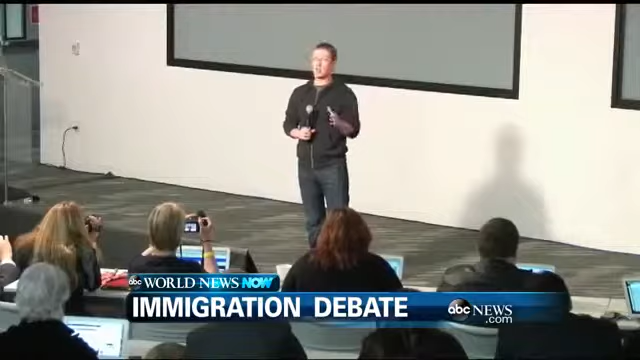 abc WORLD NEWS NOW
IMMIGRATION DEBATE
abc NEWS
.com